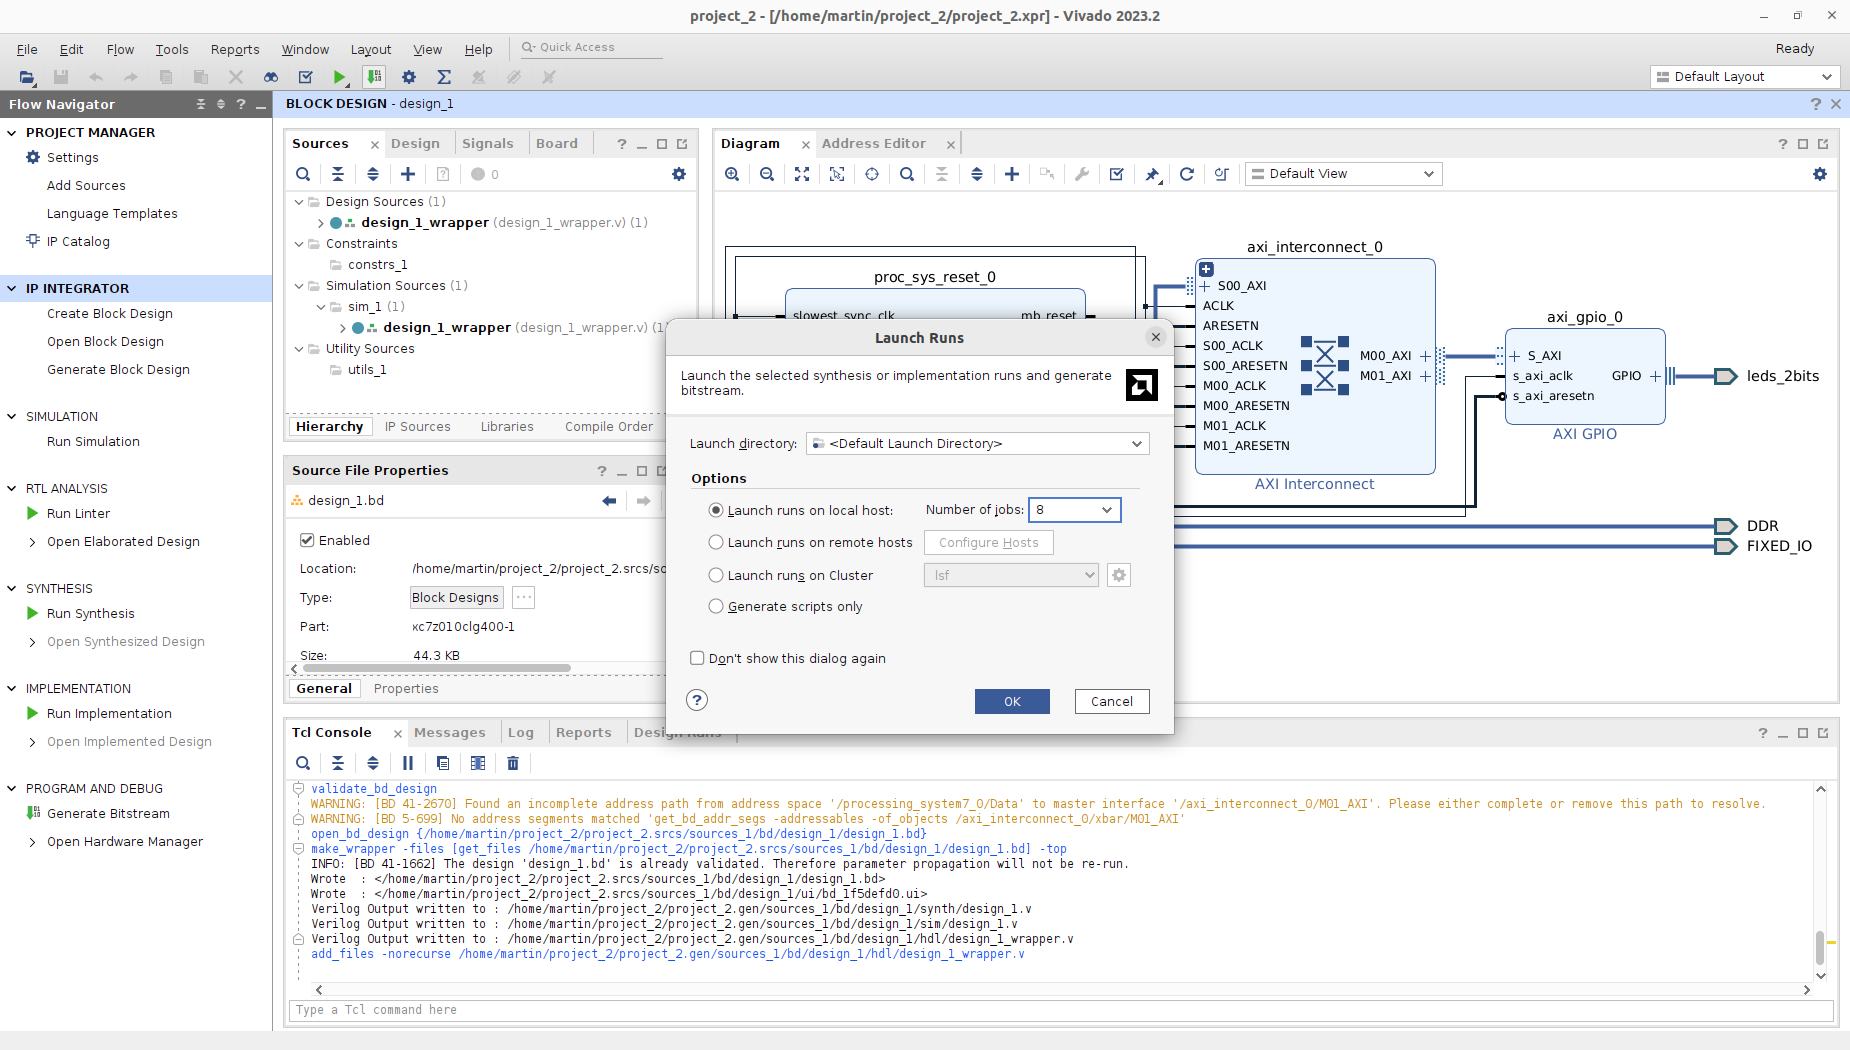 project_2 - [/home/martin/project_2/project_2.xpr] - Vivado 2023.2
File Edit Flow Tools Reports Window Layout View Help Quick Access
Ready
Default Layout
Flow Navigator
PROJECT MANAGER
Settings
Add Sources
Language Templates
IP Catalog
IP INTEGRATOR
Create Block Design
Open Block Design
Generate Block Design
SIMULATION
Run Simulation
RTL ANALYSIS
Run Linter
Open Elaborated Design
SYNTHESIS
Run Synthesis
Open Synthesized Design
IMPLEMENTATION
Run Implementation
Open Implemented Design
PROGRAM AND DEBUG
Generate Bitstream
Open Hardware Manager
BLOCK DESIGN - design_1
Sources Design Signals Board
0
Design Sources (1)
design_1_wrapper (design_1_wrapper.v) (1)
Constraints
constrs_1
Simulation Sources (1)
sim_1 (1)
design_1_wrapper (design_1_wrapper.v) (1
Utility Sources
utils_1
Hierarchy IP Sources Libraries Compile Order
Source File Properties
design_1.bd
Enabled
Location: /home/martin/project_2/project_2.srcs/so
Type: Block Designs ...
Part: xc7z010clg400-1
Size: 44.3 KB
General Properties
Diagram Address Editor
Default View
proc_sys_reset_0
slowest_sync_clk mb_reset
axi_interconnect_0
S00_AXI
ACLK
ARESETN
S00_ACLK
S00_ARESETN
M00_ACLK
M00_ARESETN
M01_ACLK
M01_ARESETN
M00_AXI
M01_AXI
AXI Interconnect
axi_gpio_0
S_AXI
s_axi_aclk
s_axi_aresetn
GPIO
AXI GPIO
leds_2bits
DDR
FIXED_IO
Launch Runs
Launch the selected synthesis or implementation runs and generate
bitstream.
Launch directory: <Default Launch Directory>
Options
Launch runs on local host: Number of jobs: 8
Launch runs on remote hosts Configure Hosts
Launch runs on Cluster lsf
Generate scripts only
Don't show this dialog again
OK Cancel
Tcl Console Messages Log Reports Design Runs
validate_bd_design
WARNING: [BD 41-2670] Found an incomplete address path from address space '/processing_system7_0/Data' to master interface '/axi_interconnect_0/M01_AXI'. Please either complete or remove this path to resolve.
WARNING: [BD 5-699] No address segments matched 'get_bd_addr_segs -addressables -of_objects /axi_interconnect_0/xbar/M01_AXI'
open_bd_design {/home/martin/project_2/project_2.srcs/sources_1/bd/design_1/design_1.bd}
make_wrapper -files [get_files /home/martin/project_2/project_2.srcs/sources_1/bd/design_1/design_1.bd] -top
INFO: [BD 41-1662] The design 'design_1.bd' is already validated. Therefore parameter propagation will not be re-run.
Wrote  : </home/martin/project_2/project_2.srcs/sources_1/bd/design_1/design_1.bd>
Wrote  : </home/martin/project_2/project_2.srcs/sources_1/bd/design_1/ui/bd_1f5defd0.ui>
Verilog Output written to : /home/martin/project_2/project_2.gen/sources_1/bd/design_1/synth/design_1.v
Verilog Output written to : /home/martin/project_2/project_2.gen/sources_1/bd/design_1/sim/design_1.v
Verilog Output written to : /home/martin/project_2/project_2.gen/sources_1/bd/design_1/hdl/design_1_wrapper.v
add_files -norecurse /home/martin/project_2/project_2.gen/sources_1/bd/design_1/hdl/design_1_wrapper.v
Type a Tcl command here